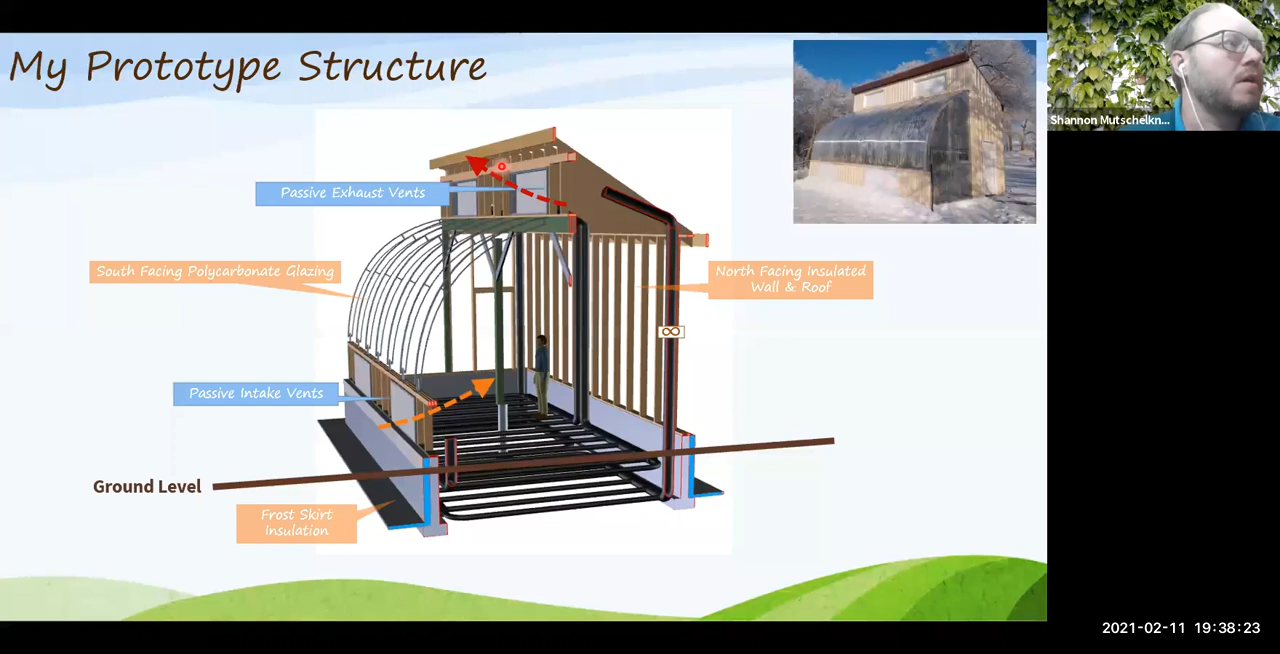 My Prototype Structure
Shannon Mutschelkn...
Passive Exhaust Vents
South Facing Polycarbonate Glazing
North Facing Insulated
Wall & Roof
Passive Intake Vents
Ground Level
Frost Skirt
Insulation
2021-02-11 19:38:23